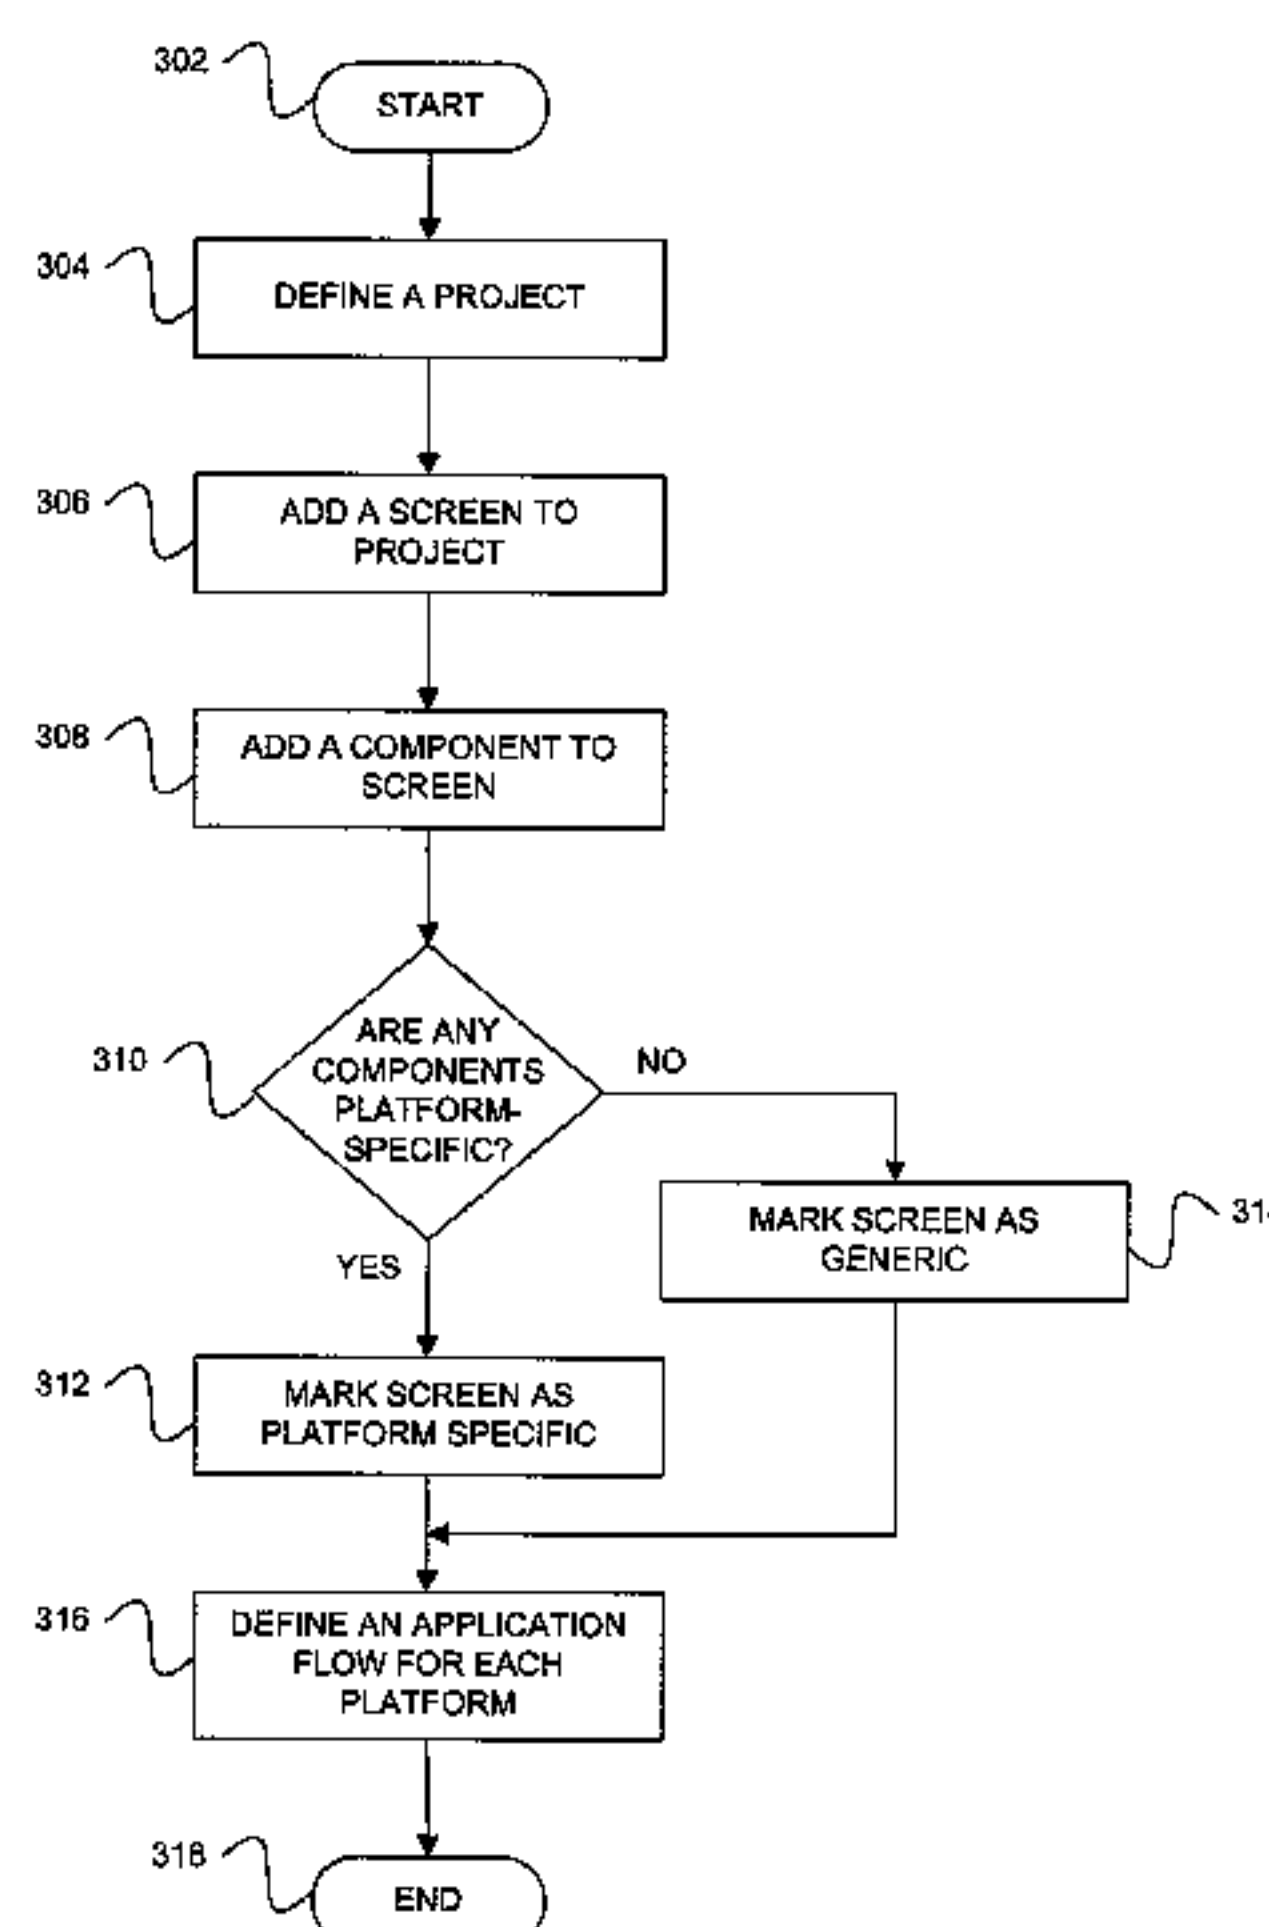 302
START
304
DEFINE A PROJECT
306
ADD A SCREEN TO
PROJECT
308
ADD A COMPONENT TO
SCREEN
310
ARE ANY
COMPONENTS
PLATFORM-
SPECIFIC?
NO
MARK SCREEN AS
GENERIC
YES
312
MARK SCREEN AS
PLATFORM SPECIFIC
316
DEFINE AN APPLICATION
FLOW FOR EACH
PLATFORM
318
END